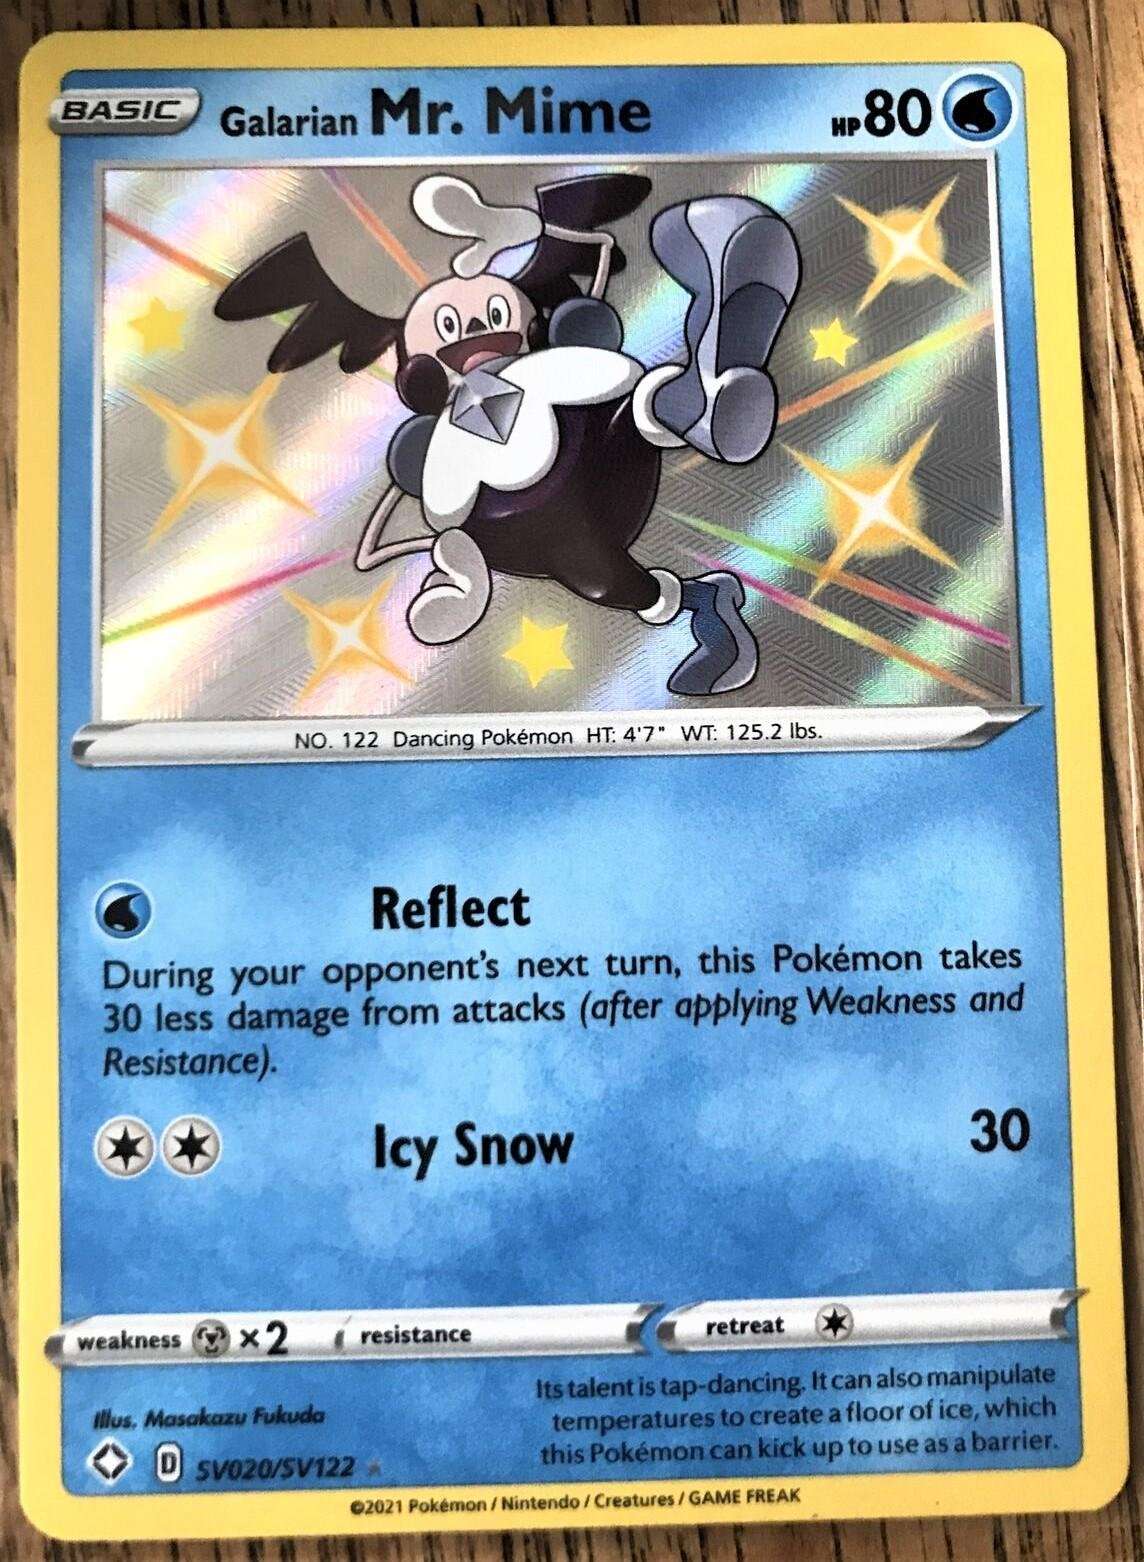 BASIC Galarian Mr. Mime HP 80
NO. 122 Dancing Pokémon HT: 4'7" WT: 125.2 lbs.
Reflect
During your opponent's next turn, this Pokémon takes
30 less damage from attacks (after applying Weakness and
Resistance).
Icy Snow 30
weakness ×2 resistance retreat
Its talent is tap-dancing. It can also manipulate
temperatures to create a floor of ice, which
this Pokémon can kick up to use as a barrier.
Illus. Masakazu Fukuda
D SV020/SV122
©2021 Pokémon / Nintendo / Creatures / GAME FREAK